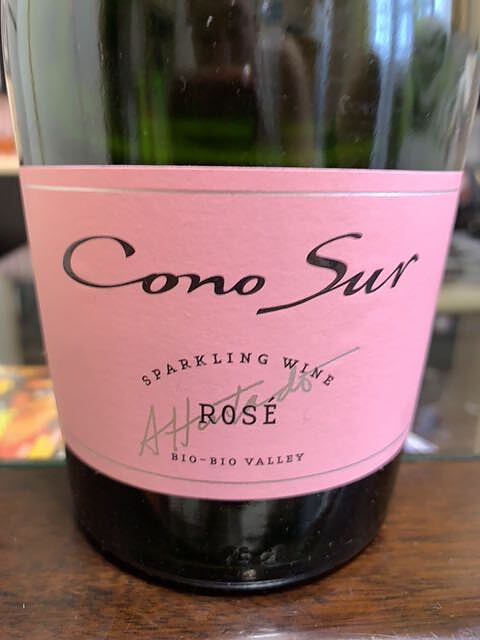 Cono Sur
SPARKLING WINE
ROSÉ
BIO-BIO VALLEY